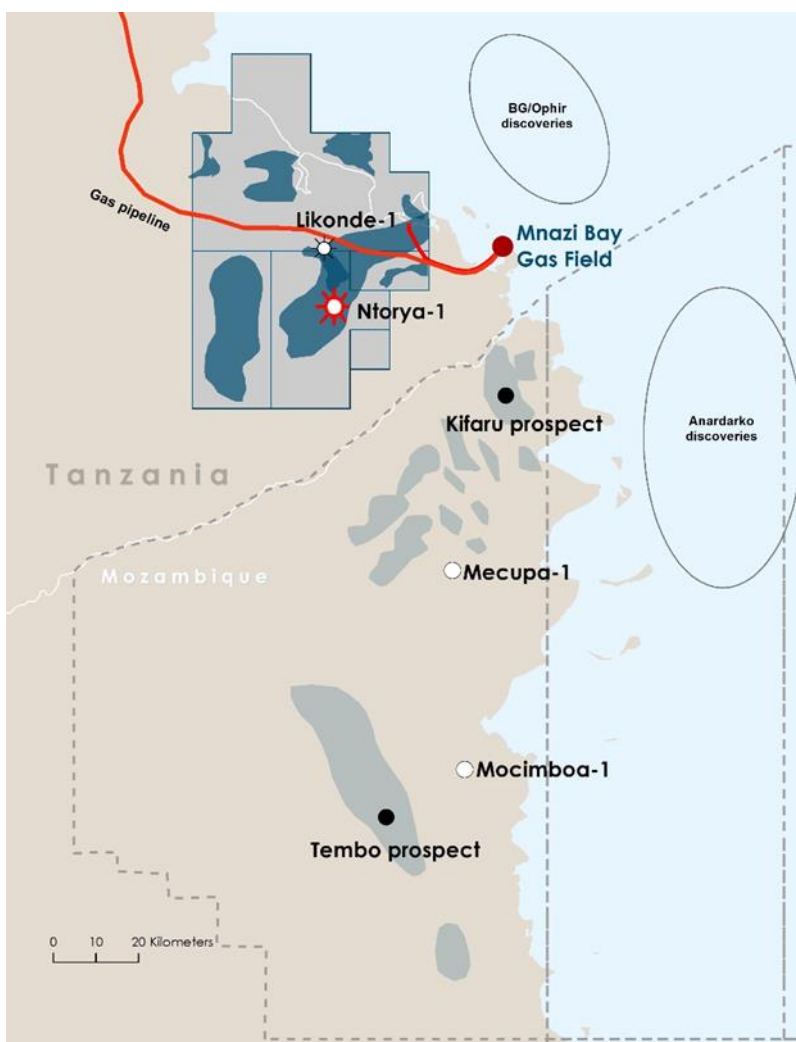 BG/Ophir
discoveries
Gas pipeline
Likonde-1
Mnazi Bay
Gas Field
Ntorya-1
Kifaru prospect
Anardarko
discoveries
Tanzania
Mozambique
Mecupa-1
Mocimboa-1
Tembo prospect
0 10 20 Kilometers